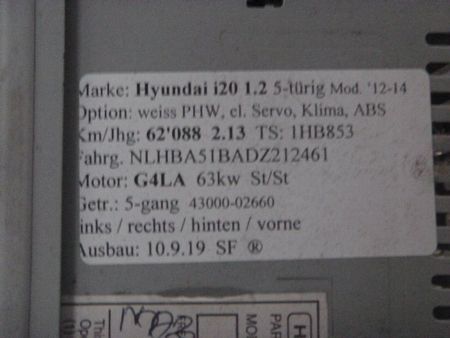 Marke: Hyundai i20 1.2 5-türig Mod. '12-14
Option: weiss PHW, el. Servo, Klima, ABS
Km/Jhg: 62'088 2.13 TS: 1HB853
Fahrg. NLHBA51BADZ212461
Motor: G4LA 63kw St/St
Getr.: 5-gang 43000-02660
links / rechts / hinten / vorne
Ausbau: 10.9.19 SF ®